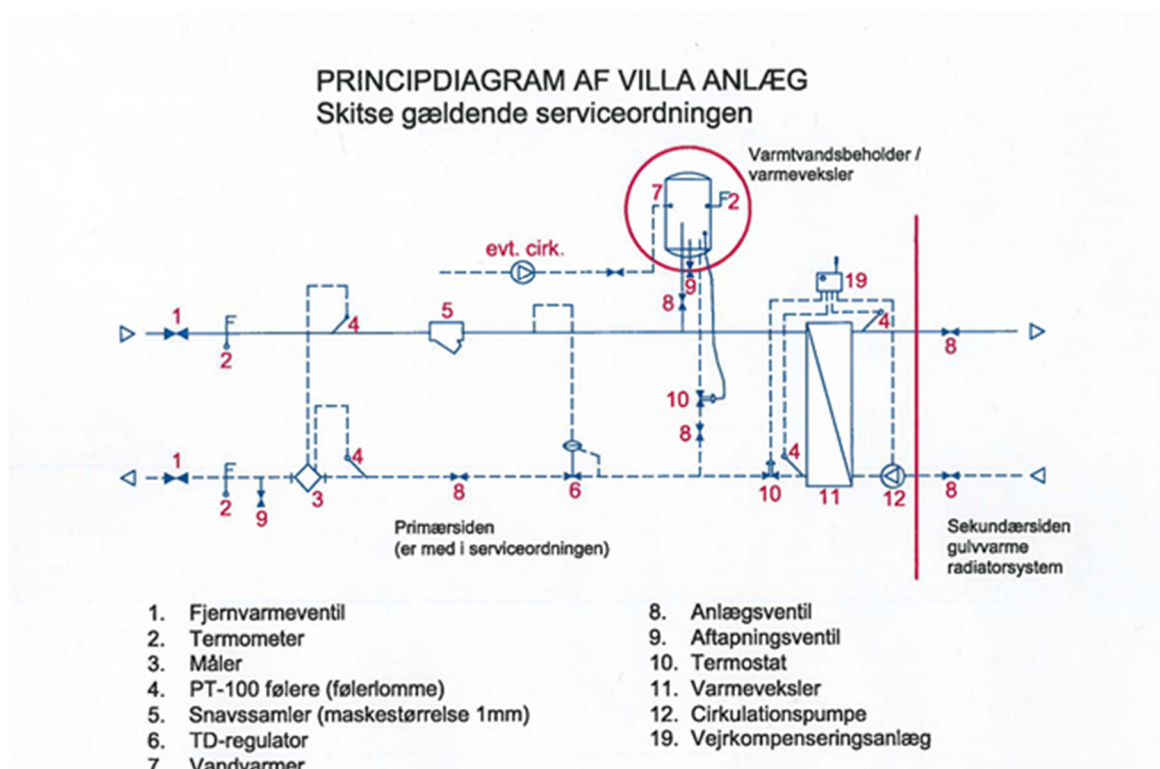 PRINCIPDIAGRAM AF VILLA ANLÆG
Skitse gældende serviceordningen
Varmtvandsbeholder /
varmeveksler
7
2
evt. cirk.
9
19
8
1
2
4
5
4
8
10
8
1
2
9
3
4
8
6
4
10
11
12
8
Primærsiden
(er med i serviceordningen)
Sekundærsiden
gulvvarme
radiatorsystem
1. Fjernvarmeventil
2. Termometer
3. Måler
4. PT-100 følere (følerlomme)
5. Snavssamler (maskestørrelse 1mm)
6. TD-regulator
7. Vandvarmer
8. Anlægsventil
9. Aftapningsventil
10. Termostat
11. Varmeveksler
12. Cirkulationspumpe
19. Vejrkompenseringsanlæg